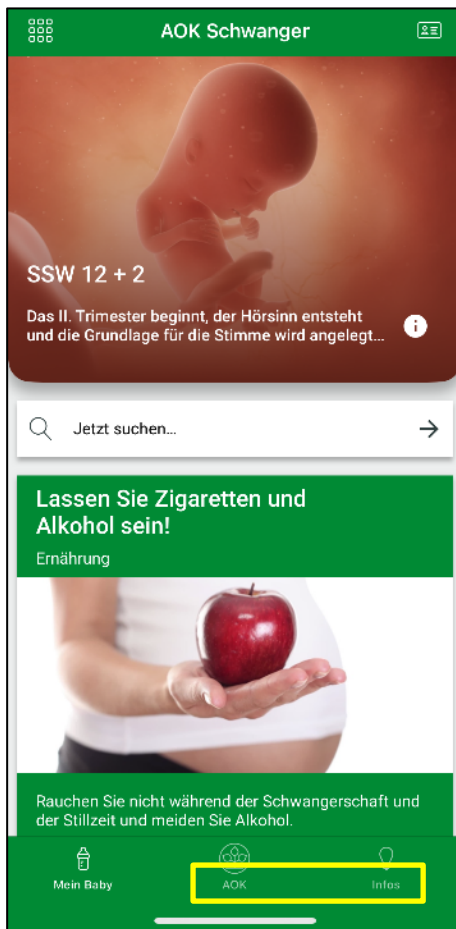 AOK Schwanger
SSW 12 + 2
Das II. Trimester beginnt, der Hörsinn entsteht
und die Grundlage für die Stimme wird angelegt...
Jetzt suchen...
Lassen Sie Zigaretten und
Alkohol sein!
Ernährung
Rauchen Sie nicht während der Schwangerschaft und
der Stillzeit und meiden Sie Alkohol.
Mein Baby
AOK
Infos